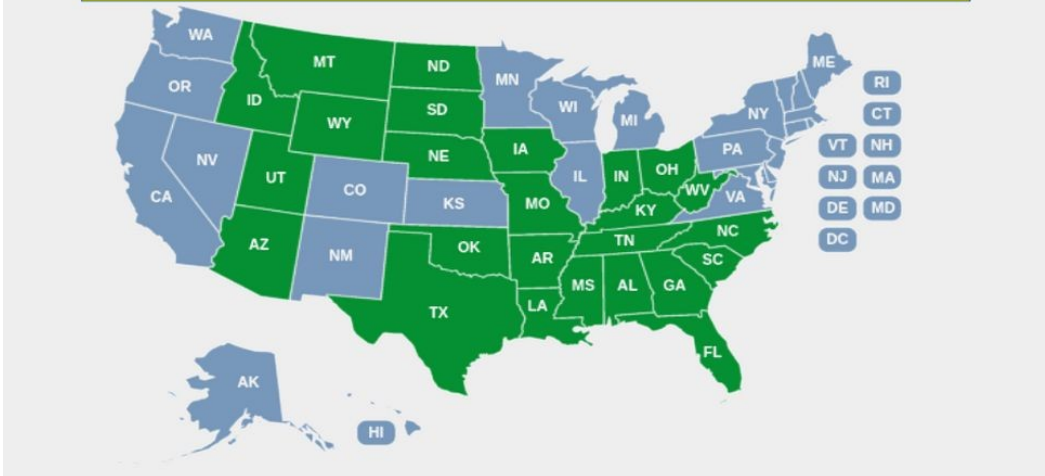 WA
MT
ND
MN
ME
OR
ID
SD
WI
MI
NY
RI
WY
CT
NV
UT
NE
IA
PA
VT
NH
CO
IL
IN
OH
CA
KS
MO
WV
VA
NJ
MA
KY
DE
MD
AZ
NM
OK
AR
TN
NC
DC
SC
TX
LA
MS
AL
GA
FL
AK
HI